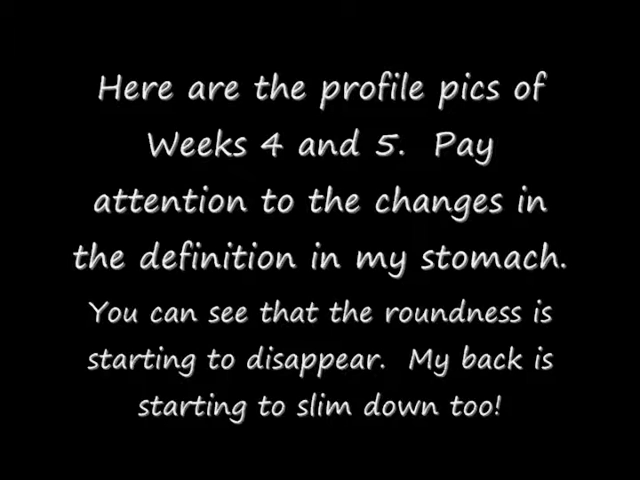 Here are the profile pics of
Weeks 4 and 5.  Pay
attention to the changes in
the definition in my stomach.
You can see that the roundness is
starting to disappear.  My back is
starting to slim down too!